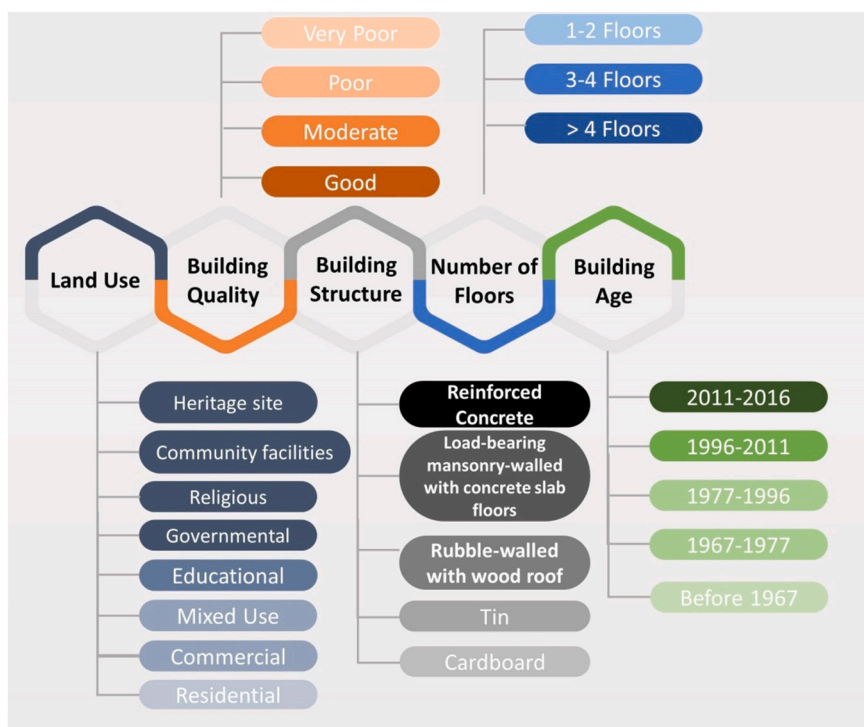 Very Poor
Poor
Moderate
Good
1-2 Floors
3-4 Floors
> 4 Floors
Land Use
Building
Quality
Building
Structure
Number of
Floors
Building
Age
Heritage site
Community facilities
Religious
Governmental
Educational
Mixed Use
Commercial
Residential
Reinforced
Concrete
Load-bearing
mansonry-walled
with concrete slab
floors
Rubble-walled
with wood roof
Tin
Cardboard
2011-2016
1996-2011
1977-1996
1967-1977
Before 1967